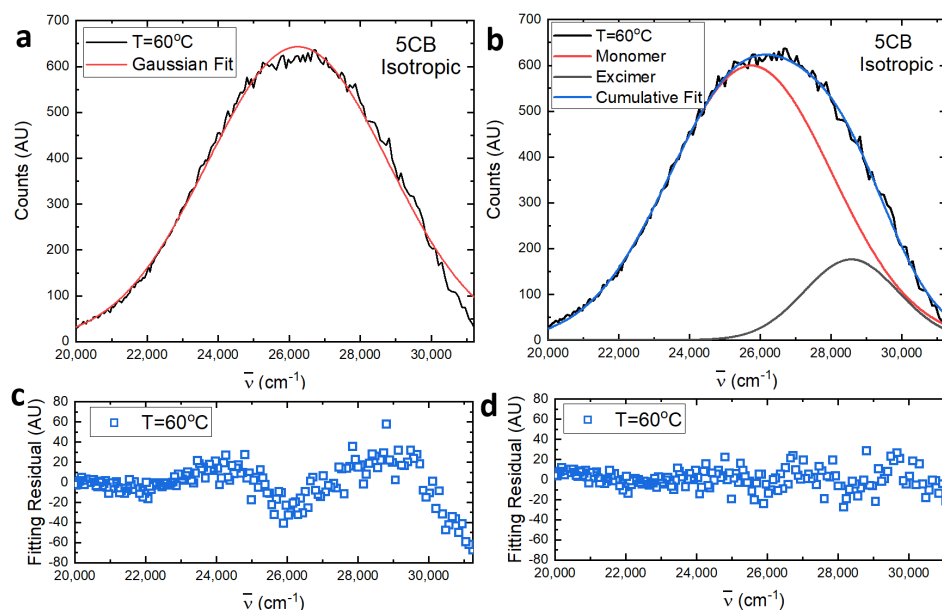 a
T=60°C
Gaussian Fit
5CB
Isotropic
Counts (AU)
700
600
500
400
300
200
100
0
20,000 22,000 24,000 26,000 28,000 30,000
ν̅ (cm⁻¹)
b
T=60°C
Monomer
Excimer
Cumulative Fit
5CB
Isotropic
Counts (AU)
700
600
500
400
300
200
100
0
20,000 22,000 24,000 26,000 28,000 30,000
ν̅ (cm⁻¹)
c
T=60°C
Fitting Residual (AU)
80
60
40
20
0
-20
-40
-60
-80
20,000 22,000 24,000 26,000 28,000 30,000
ν̅ (cm⁻¹)
d
T=60°C
Fitting Residual (AU)
80
60
40
20
0
-20
-40
-60
-80
20,000 22,000 24,000 26,000 28,000 30,000
ν̅ (cm⁻¹)